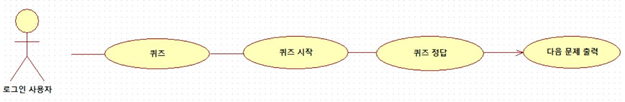 퀴즈
퀴즈 시작
퀴즈 정답
다음 문제 출력
로그인 사용자